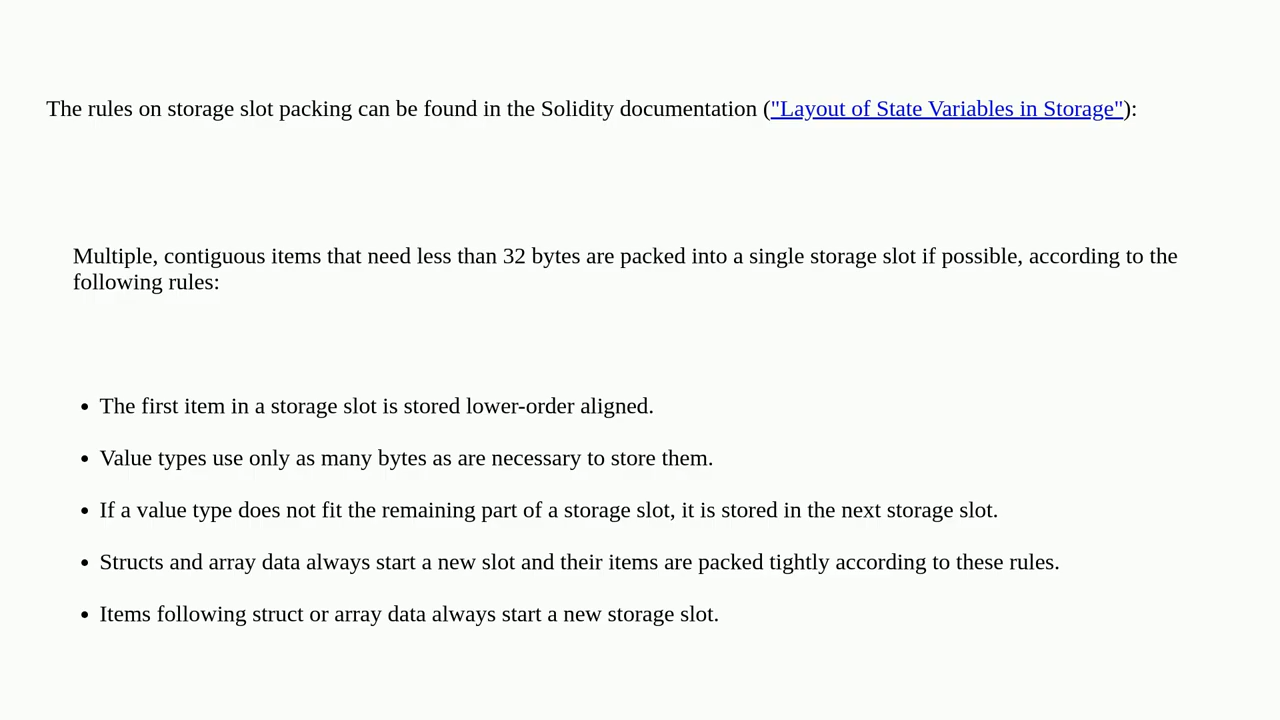 The rules on storage slot packing can be found in the Solidity documentation ("Layout of State Variables in Storage"):
Multiple, contiguous items that need less than 32 bytes are packed into a single storage slot if possible, according to the
following rules:
• The first item in a storage slot is stored lower-order aligned.
• Value types use only as many bytes as are necessary to store them.
• If a value type does not fit the remaining part of a storage slot, it is stored in the next storage slot.
• Structs and array data always start a new slot and their items are packed tightly according to these rules.
• Items following struct or array data always start a new storage slot.